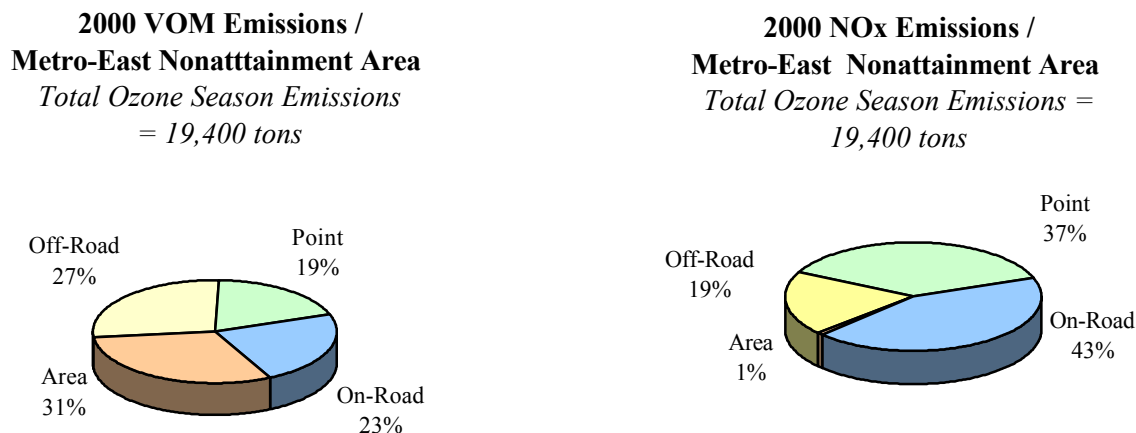 2000 VOM Emissions /
Metro-East Nonatttainment Area
Total Ozone Season Emissions
= 19,400 tons
Off-Road
27%
Point
19%
Area
31%
On-Road
23%
2000 NOx Emissions /
Metro-East Nonattainment Area
Total Ozone Season Emissions =
19,400 tons
Point
37%
Off-Road
19%
On-Road
43%
Area
1%